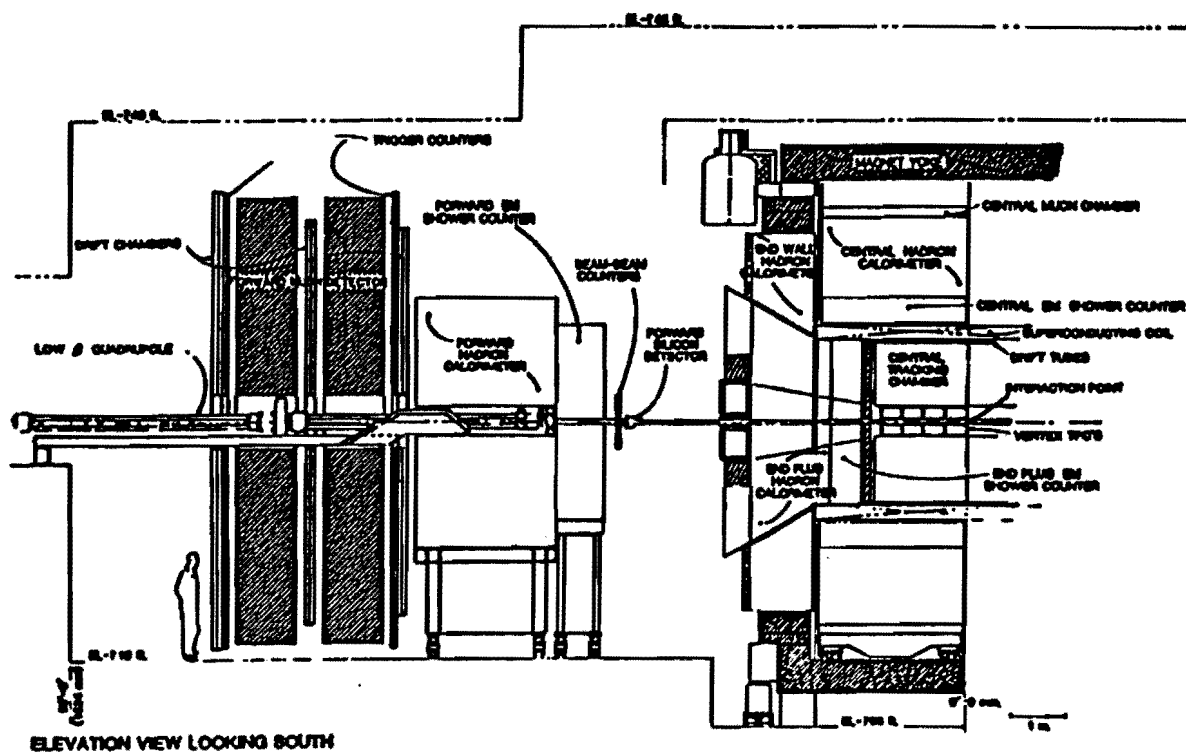 TRIGGER COUNTERS
MAGNET YOKE
FORWARD EM
SHOWER COUNTER
CENTRAL MUON CHAMBER
DRIFT CHAMBERS
END WALL
HADRON
CALORIMETER
CENTRAL HADRON
CALORIMETER
BEAM-BEAM
COUNTERS
CENTRAL EM SHOWER COUNTER
SUPERCONDUCTING COIL
LOW β QUADRUPOLE
FORWARD
HADRON
CALORIMETER
FORWARD
SILICON
DETECTOR
DRIFT TUBES
CENTRAL
TRACKING
CHAMBER
INTERACTION POINT
VERTEX
END PLUG
HADRON
CALORIMETER
END PLUG EM
SHOWER COUNTER
1 m
ELEVATION VIEW LOOKING SOUTH